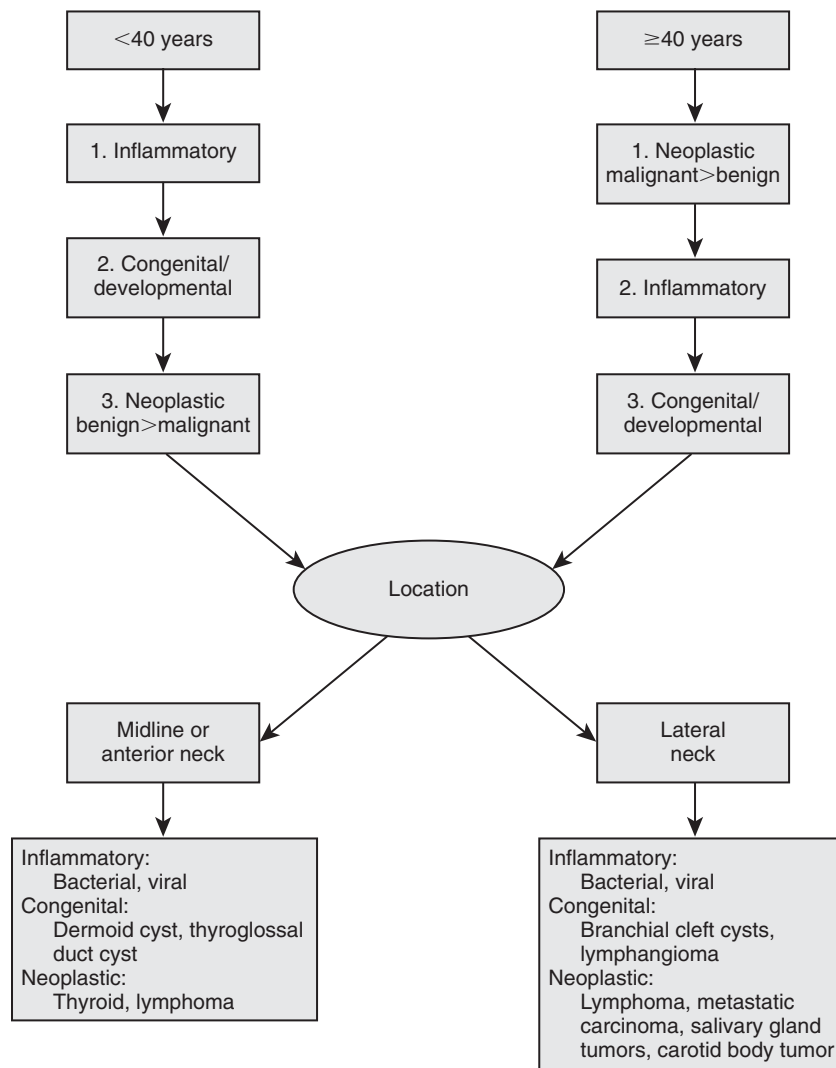 <40 years
≥40 years
1. Inflammatory
1. Neoplastic
malignant>benign
2. Congenital/
developmental
2. Inflammatory
3. Neoplastic
benign>malignant
3. Congenital/
developmental
Location
Midline or
anterior neck
Lateral
neck
Inflammatory:
Bacterial, viral
Congenital:
Dermoid cyst, thyroglossal
duct cyst
Neoplastic:
Thyroid, lymphoma
Inflammatory:
Bacterial, viral
Congenital:
Branchial cleft cysts,
lymphangioma
Neoplastic:
Lymphoma, metastatic
carcinoma, salivary gland
tumors, carotid body tumor